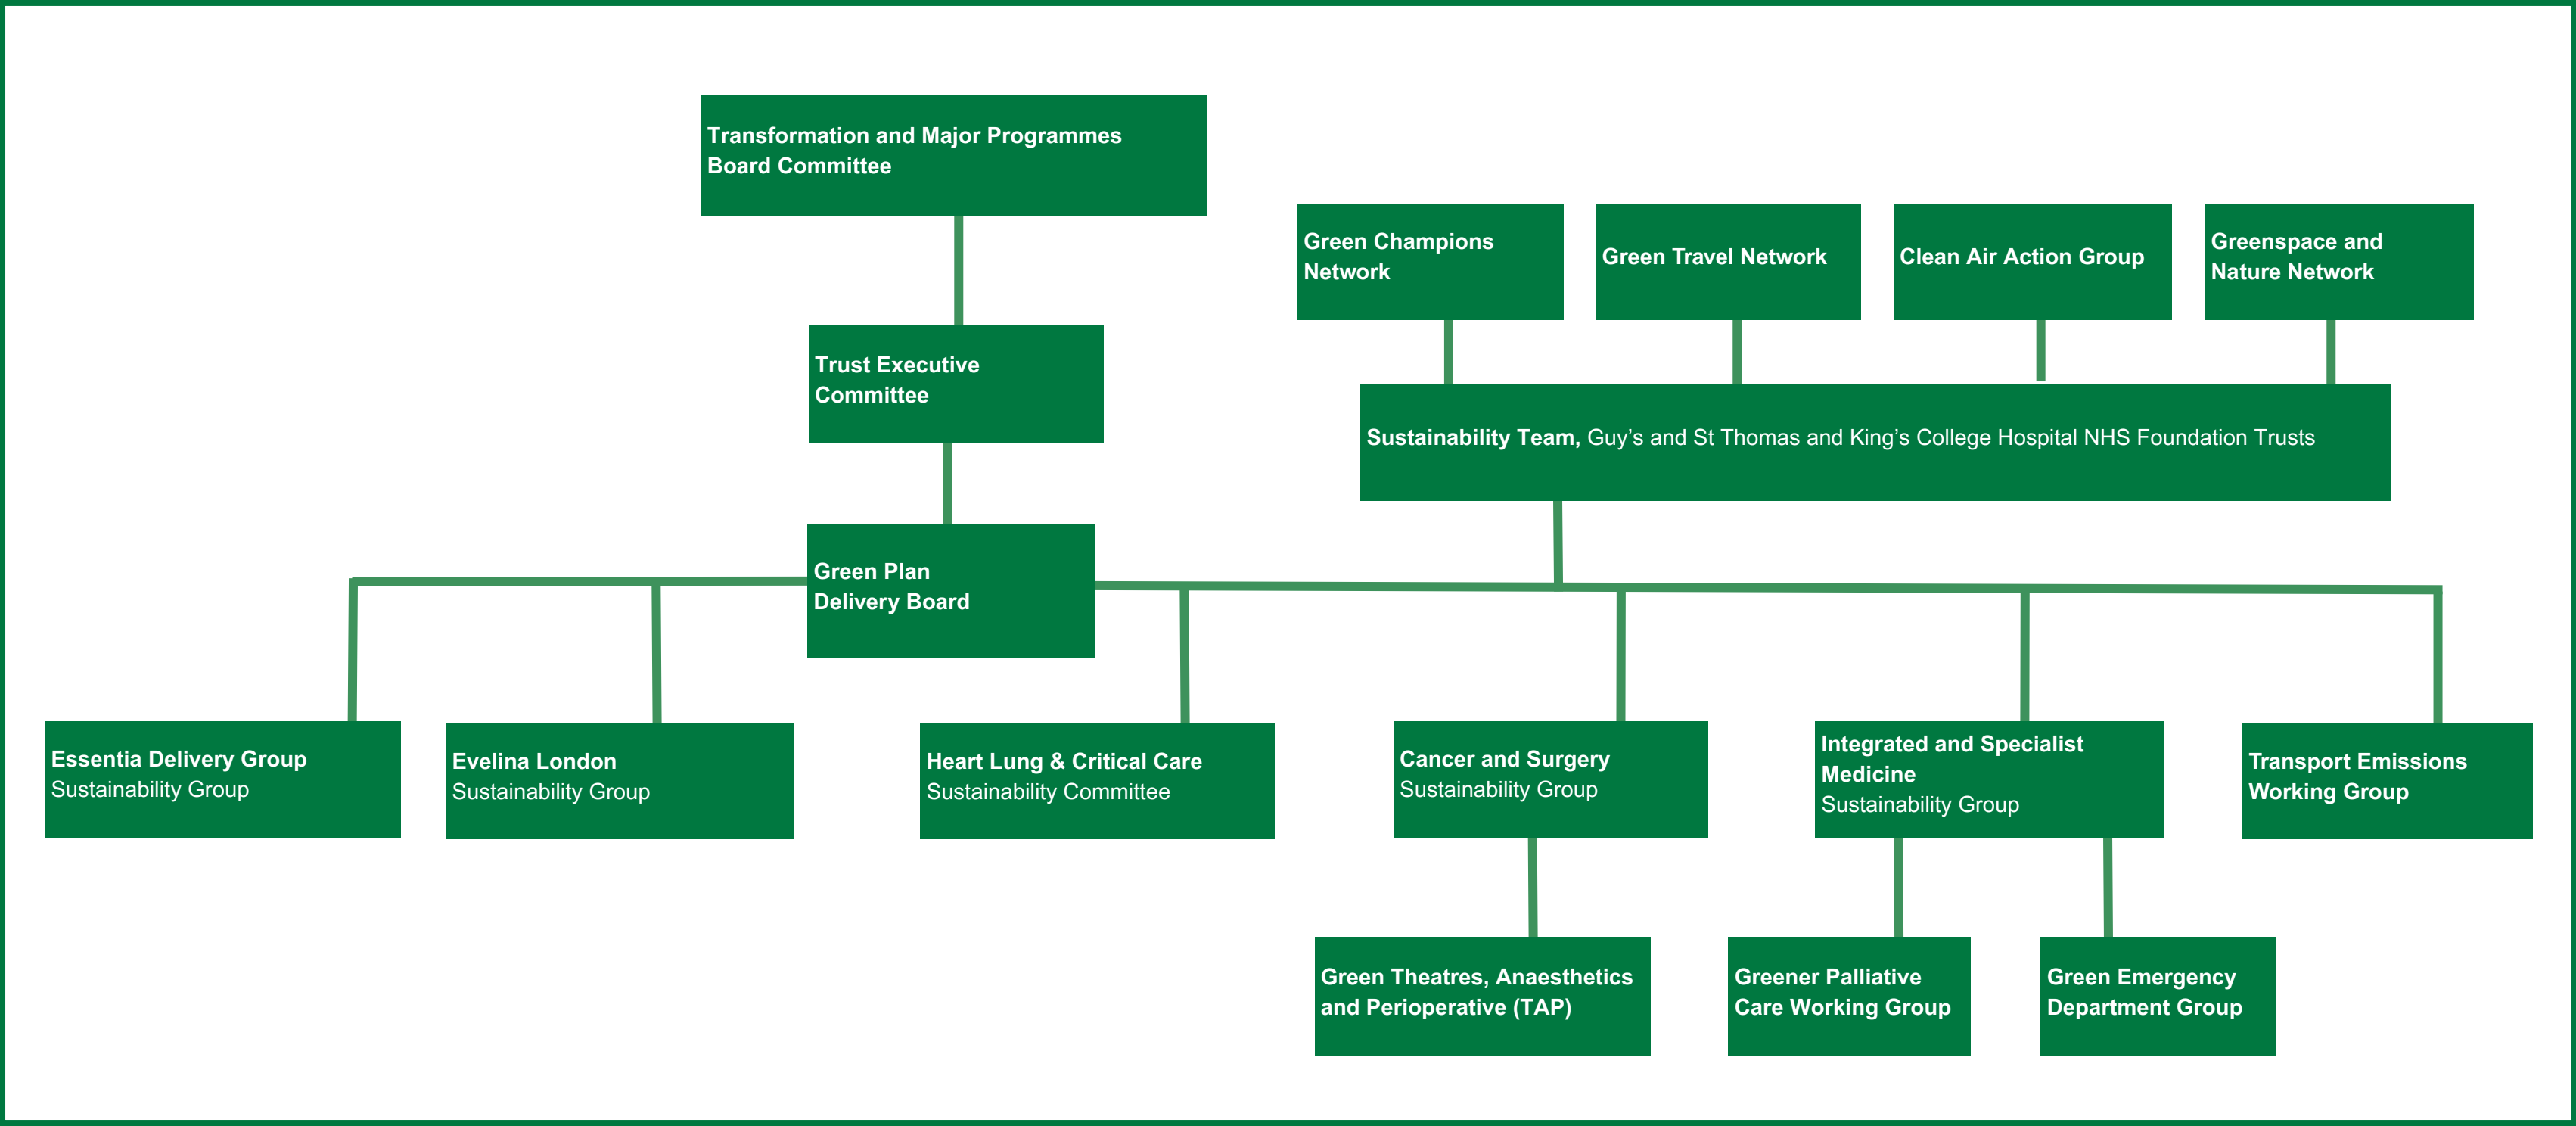 Transformation and Major Programmes
Board Committee
Green Champions
Network
Green Travel Network
Clean Air Action Group
Greenspace and
Nature Network
Trust Executive
Committee
Sustainability Team, Guy’s and St Thomas and King’s College Hospital NHS Foundation Trusts
Green Plan
Delivery Board
Essentia Delivery Group
Sustainability Group
Evelina London
Sustainability Group
Heart Lung & Critical Care
Sustainability Committee
Cancer and Surgery
Sustainability Group
Integrated and Specialist
Medicine
Sustainability Group
Transport Emissions
Working Group
Green Theatres, Anaesthetics
and Perioperative (TAP)
Greener Palliative
Care Working Group
Green Emergency
Department Group